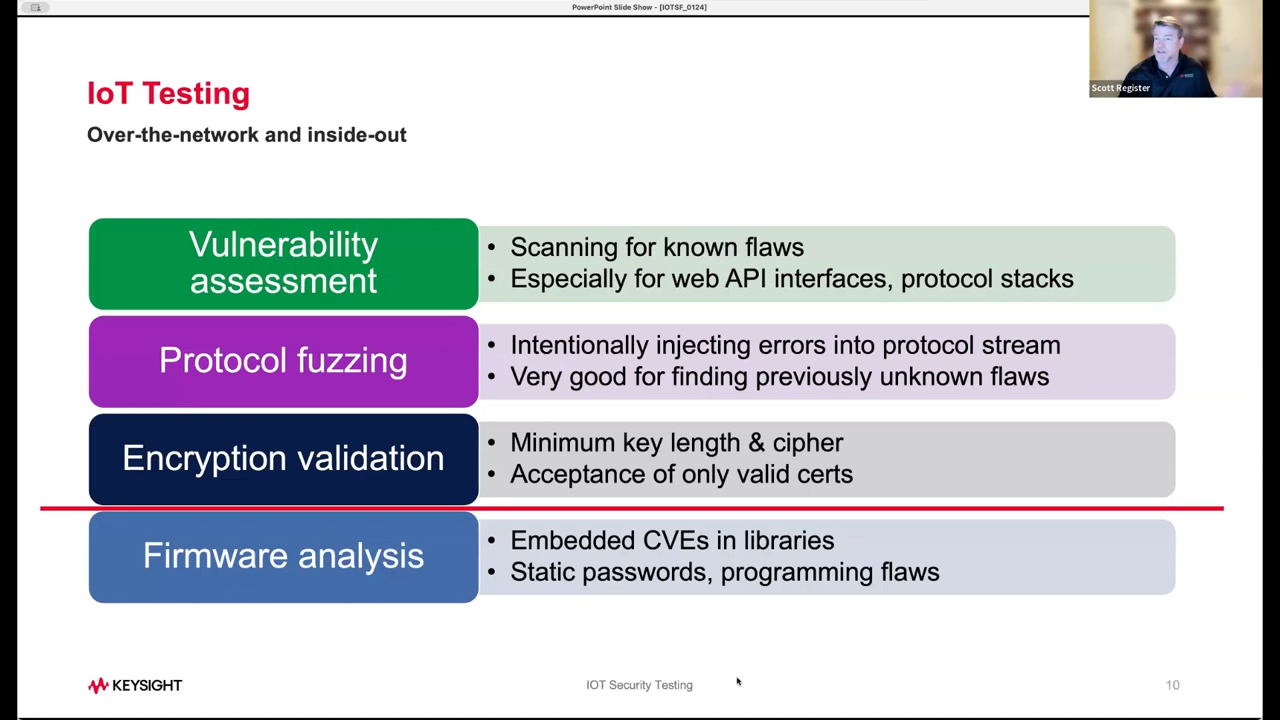 PowerPoint Slide Show - [IOTSF_0124]
Scott Register
IoT Testing
Over-the-network and inside-out
Vulnerability
assessment
• Scanning for known flaws
• Especially for web API interfaces, protocol stacks
Protocol fuzzing
• Intentionally injecting errors into protocol stream
• Very good for finding previously unknown flaws
Encryption validation
• Minimum key length & cipher
• Acceptance of only valid certs
Firmware analysis
• Embedded CVEs in libraries
• Static passwords, programming flaws
KEYSIGHT
IOT Security Testing
10